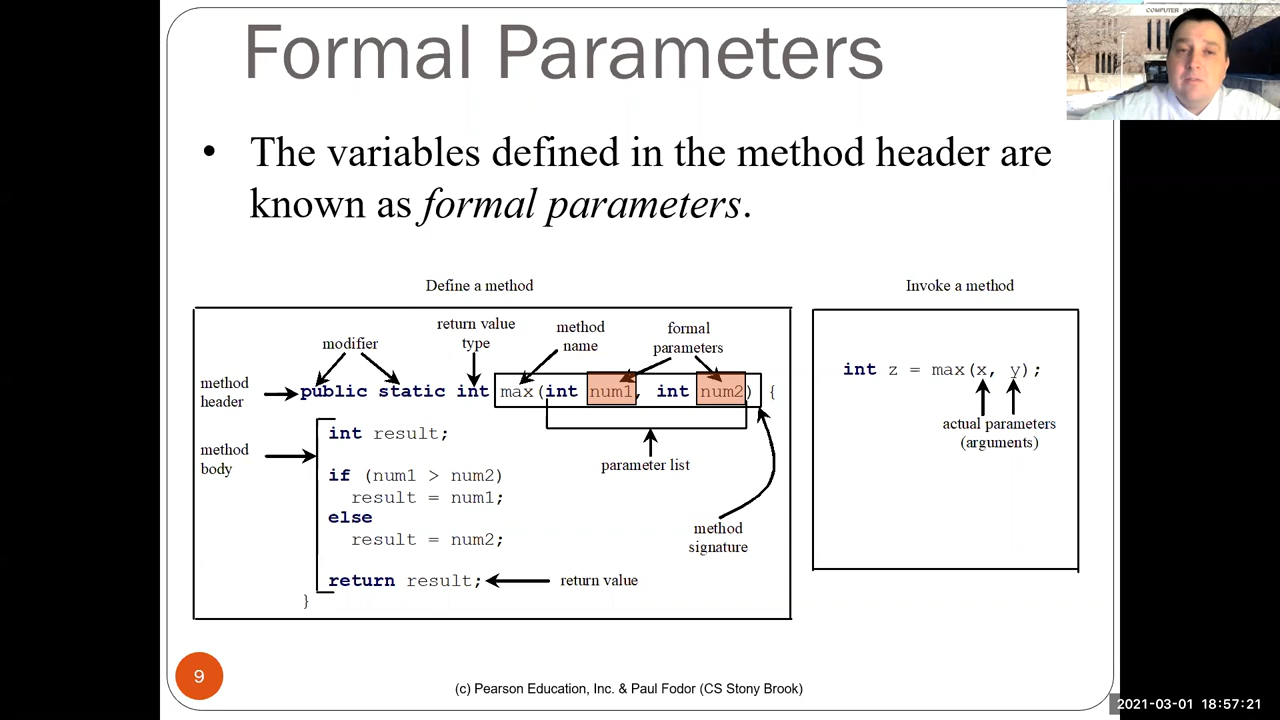 COMPUTER
Formal Parameters
• The variables defined in the method header are
known as formal parameters.
Define a method
Invoke a method
modifier
return value
type
method
name
formal
parameters
method
header
public static int max(int num1, int num2) {
method
body
int result;
if (num1 > num2)
result = num1;
else
result = num2;
return result;
}
parameter list
method
signature
return value
int z = max(x, y);
actual parameters
(arguments)
9
(c) Pearson Education, Inc. & Paul Fodor (CS Stony Brook)
2021-03-01 18:57:21